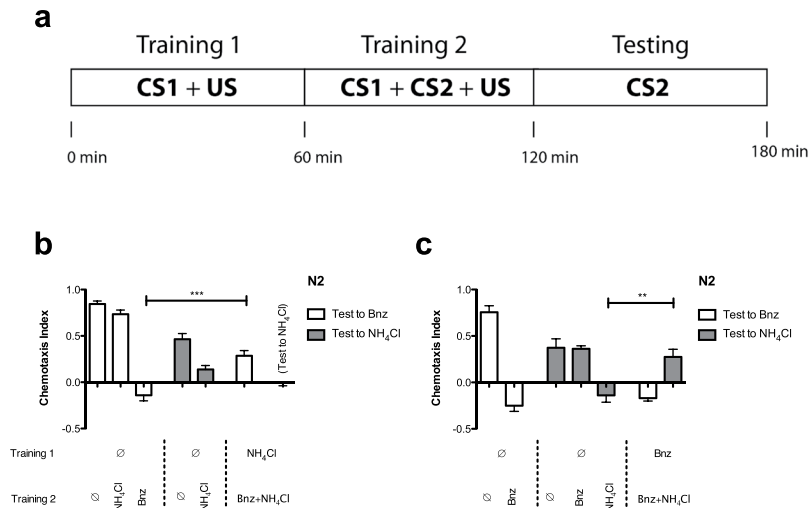 a
Training 1 Training 2 Testing
CS1 + US CS1 + CS2 + US CS2
0 min 60 min 120 min 180 min
b
N2
Test to Bnz
Test to NH₄Cl
Chemotaxis Index
1.0
0.5
0.0
-0.5
***
(Test to NH₄Cl)
Training 1 ∅ ∅ NH₄Cl
Training 2 ∅ NH₄Cl Bnz ∅ NH₄Cl Bnz+NH₄Cl
c
N2
Test to Bnz
Test to NH₄Cl
Chemotaxis Index
1.0
0.5
0.0
-0.5
**
∅ ∅ Bnz
∅ Bnz ∅ Bnz NH₄Cl Bnz+NH₄Cl